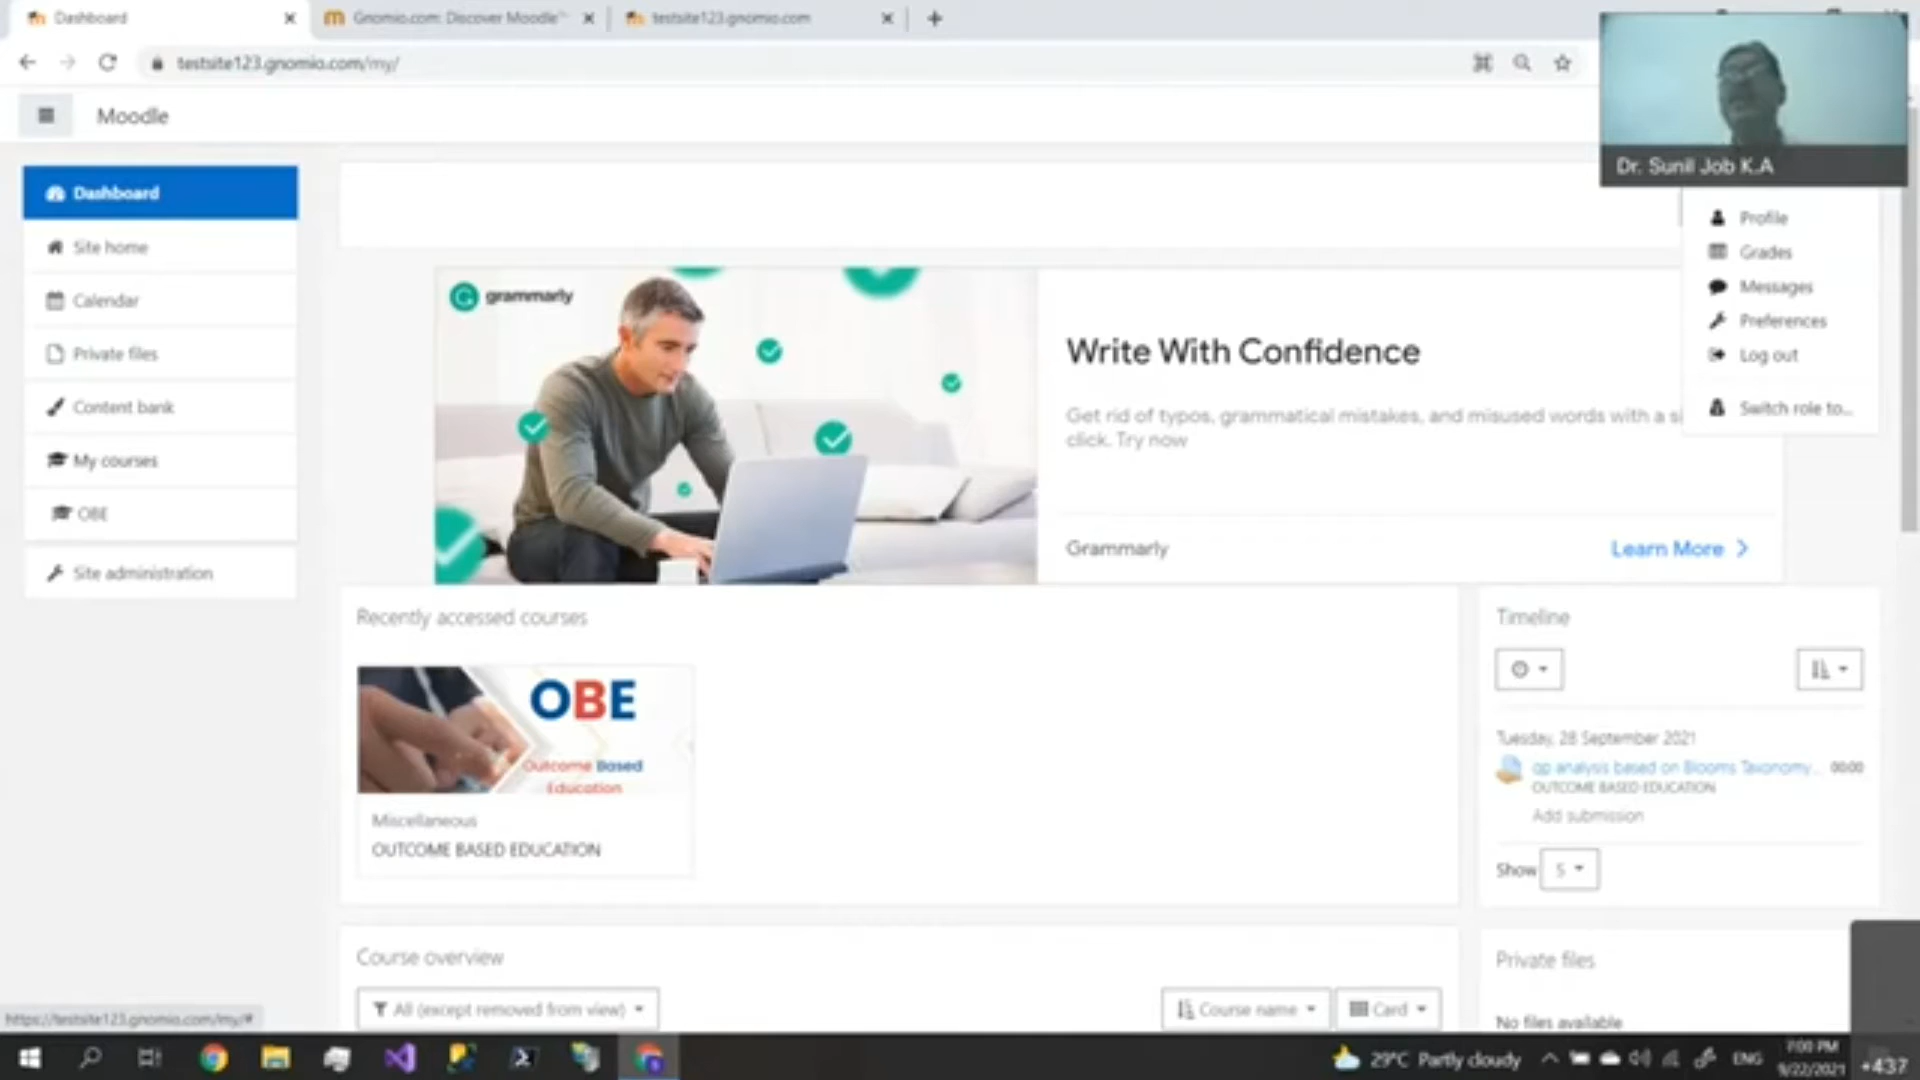 Dashboard
Gnomio.com: Discover Moodle™
testsite123.gnomio.com
testsite123.gnomio.com/my/
Moodle
Dr. Sunil Job K.A
Dashboard
Site home
Calendar
Private files
Content bank
My courses
OBE
Site administration
Profile
Grades
Messages
Preferences
Log out
Switch role to...
grammarly
Write With Confidence
Get rid of typos, grammatical mistakes, and misused words with a si
click. Try now
Grammarly
Learn More
Recently accessed courses
OBE
Outcome Based
Education
Miscellaneous
OUTCOME BASED EDUCATION
Timeline
Tuesday, 28 September 2021
qp analysis based on Blooms Taxonomy... 00:00
OUTCOME BASED EDUCATION
Add submission
Show 5
Course overview
All (except removed from view)
Course name
Card
Private files
No files available
https://testsite123.gnomio.com/my/#
29°C Partly cloudy
ENG
7:00 PM
9/22/2021
+437